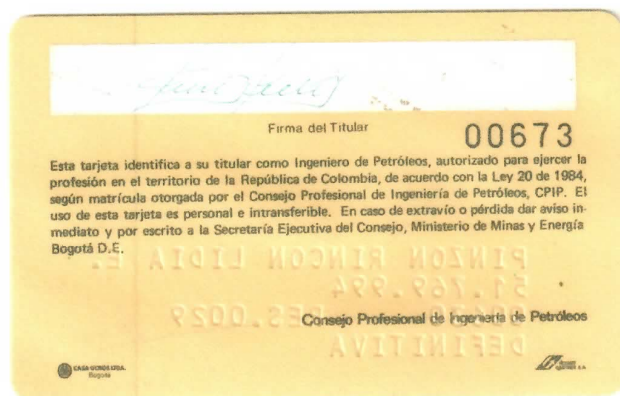 Firma del Titular
00673
Esta tarjeta identifica a su titular como Ingeniero de Petróleos, autorizado para ejercer la
profesión en el territorio de la República de Colombia, de acuerdo con la Ley 20 de 1984,
según matrícula otorgada por el Consejo Profesional de Ingeniería de Petróleos, CPIP. El
uso de esta tarjeta es personal e intransferible. En caso de extravío o pérdida dar aviso in-
mediato y por escrito a la Secretaría Ejecutiva del Consejo, Ministerio de Minas y Energía
Bogotá D.E.
PINZON RINCON LIDIA E.
51.769.994
RES.0029
Consejo Profesional de Ingeniería de Petróleos
DEFINITIVA
Bogotá